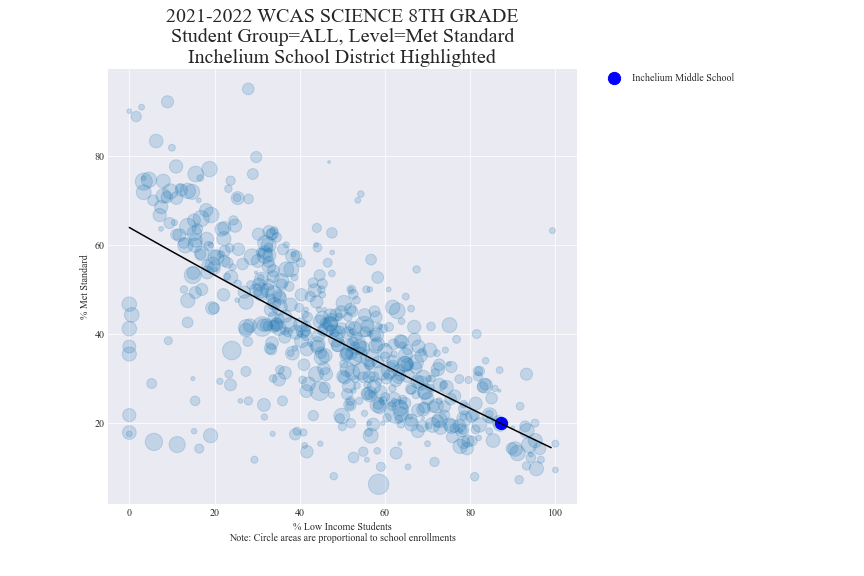 2021-2022 WCAS SCIENCE 8TH GRADE
Student Group=ALL, Level=Met Standard
Inchelium School District Highlighted
Inchelium Middle School
% Met Standard
80
60
40
20
0 20 40 60 80 100
% Low Income Students
Note: Circle areas are proportional to school enrollments